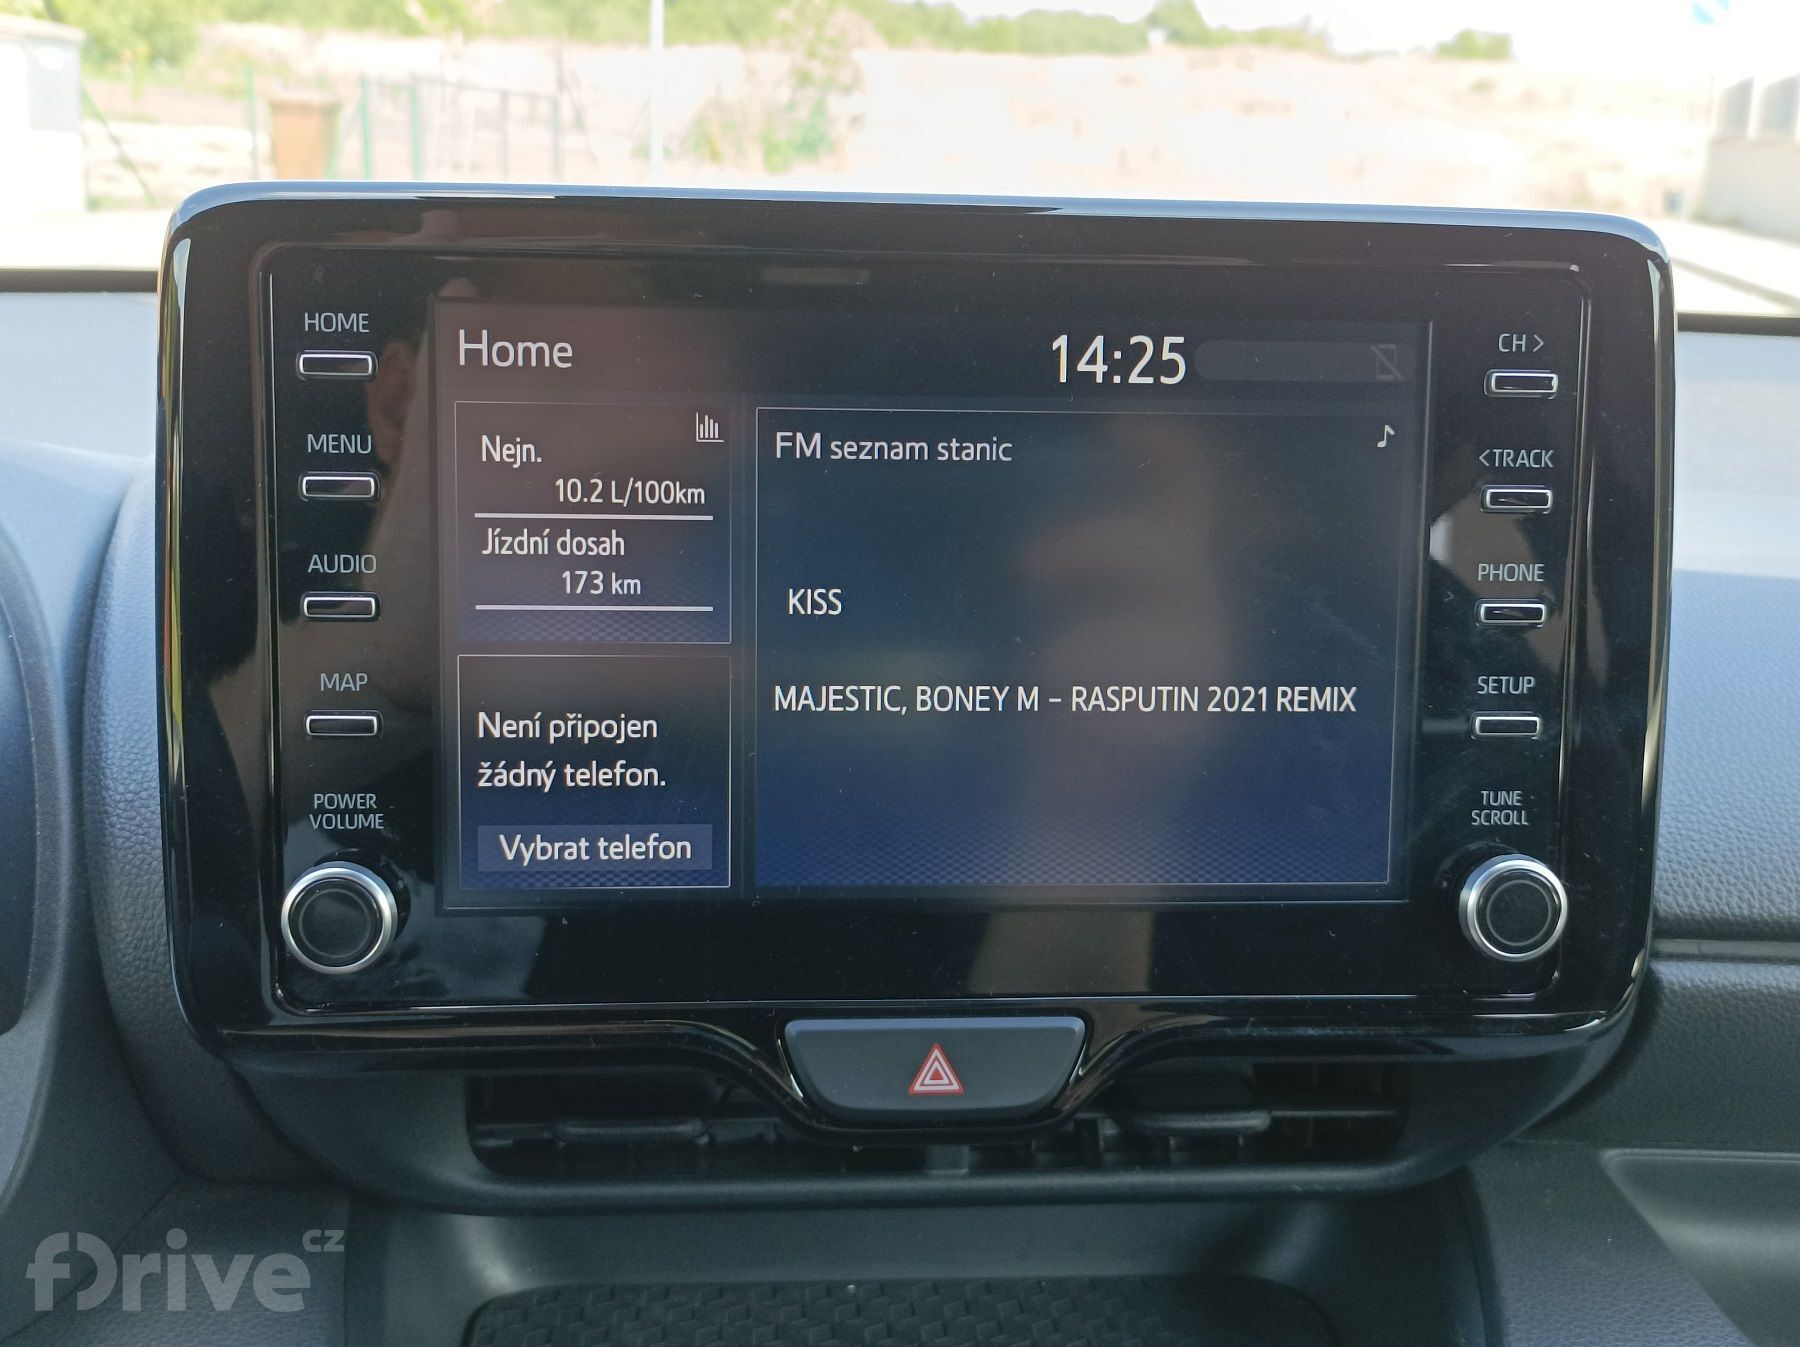 HOME
MENU
AUDIO
MAP
POWER
VOLUME
Home
14:25
Nejn.
10.2 L/100km
Jízdní dosah
173 km
Není připojen
žádný telefon.
Vybrat telefon
FM seznam stanic
KISS
MAJESTIC, BONEY M - RASPUTIN 2021 REMIX
CH >
<TRACK
PHONE
SETUP
TUNE
SCROLL
fDrive.cz